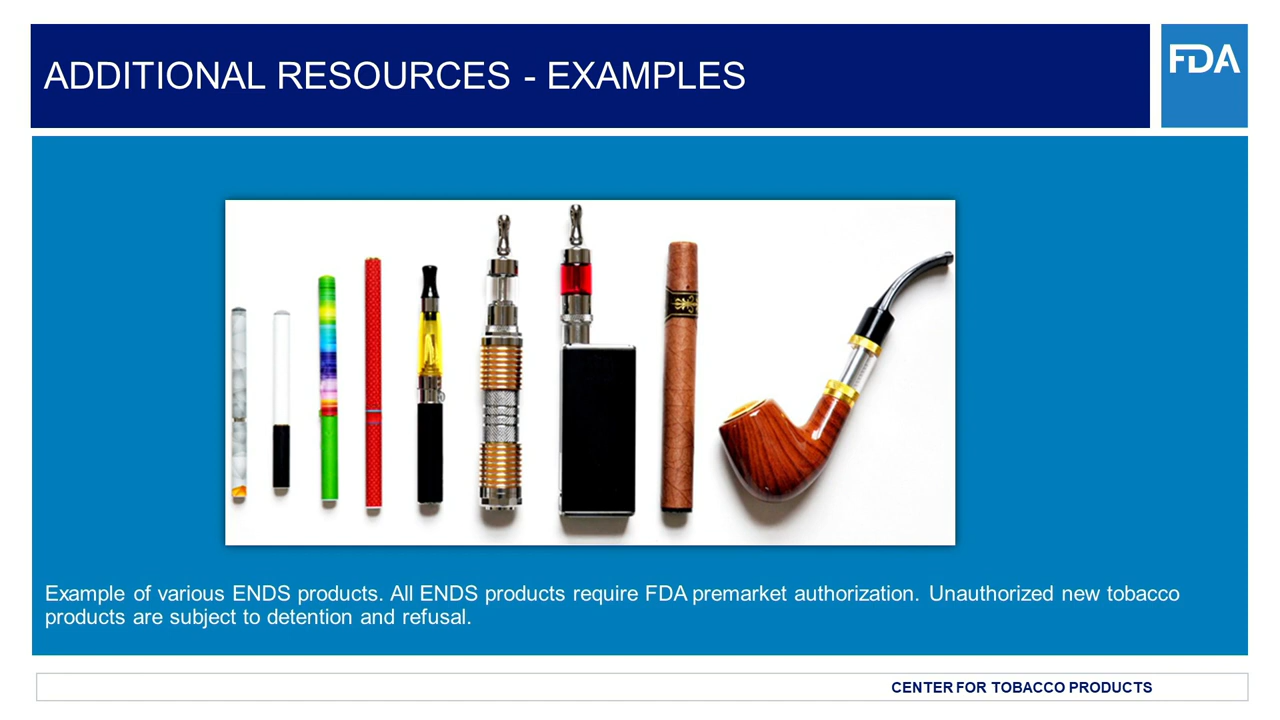 ADDITIONAL RESOURCES - EXAMPLES
FDA
Example of various ENDS products. All ENDS products require FDA premarket authorization. Unauthorized new tobacco
products are subject to detention and refusal.
CENTER FOR TOBACCO PRODUCTS